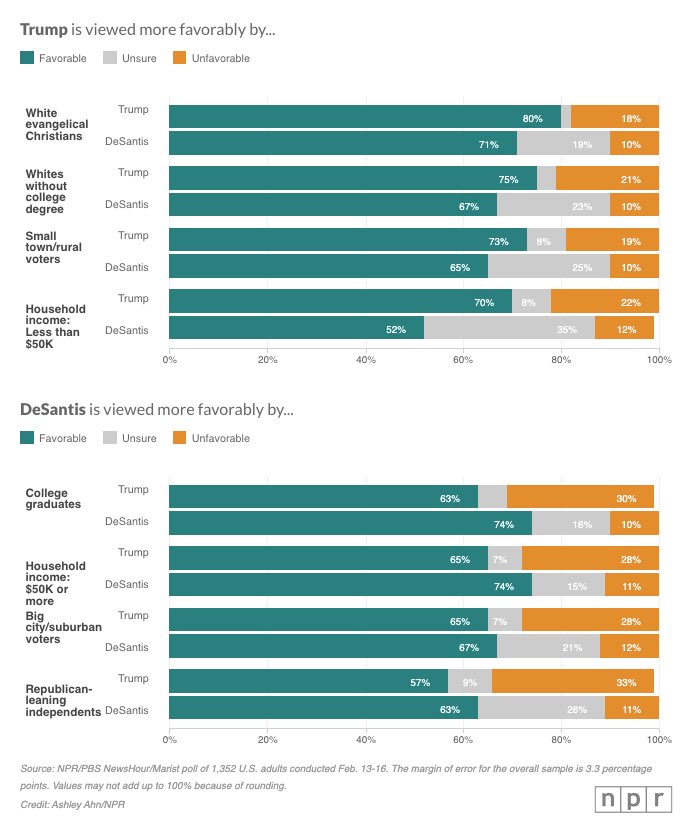 Trump is viewed more favorably by...
Favorable Unsure Unfavorable
White
evangelical
Christians
Trump 80% 18%
DeSantis 71% 19% 10%
Whites
without
college
degree
Trump 75% 21%
DeSantis 67% 23% 10%
Small
town/rural
voters
Trump 73% 8% 19%
DeSantis 65% 25% 10%
Household
income:
Less than
$50K
Trump 70% 8% 22%
DeSantis 52% 35% 12%
0% 20% 40% 60% 80% 100%
DeSantis is viewed more favorably by...
Favorable Unsure Unfavorable
College
graduates
Trump 63% 30%
DeSantis 74% 16% 10%
Household
income:
$50K or
more
Trump 65% 7% 28%
DeSantis 74% 15% 11%
Big
city/suburban
voters
Trump 65% 7% 28%
DeSantis 67% 21% 12%
Republican-
leaning
independents
Trump 57% 9% 33%
DeSantis 63% 26% 11%
0% 20% 40% 60% 80% 100%
Source: NPR/PBS NewsHour/Marist poll of 1,352 U.S. adults conducted Feb. 13-16. The margin of error for the overall sample is 3.3 percentage
points. Values may not add up to 100% because of rounding.
Credit: Ashley Ahn/NPR
npr